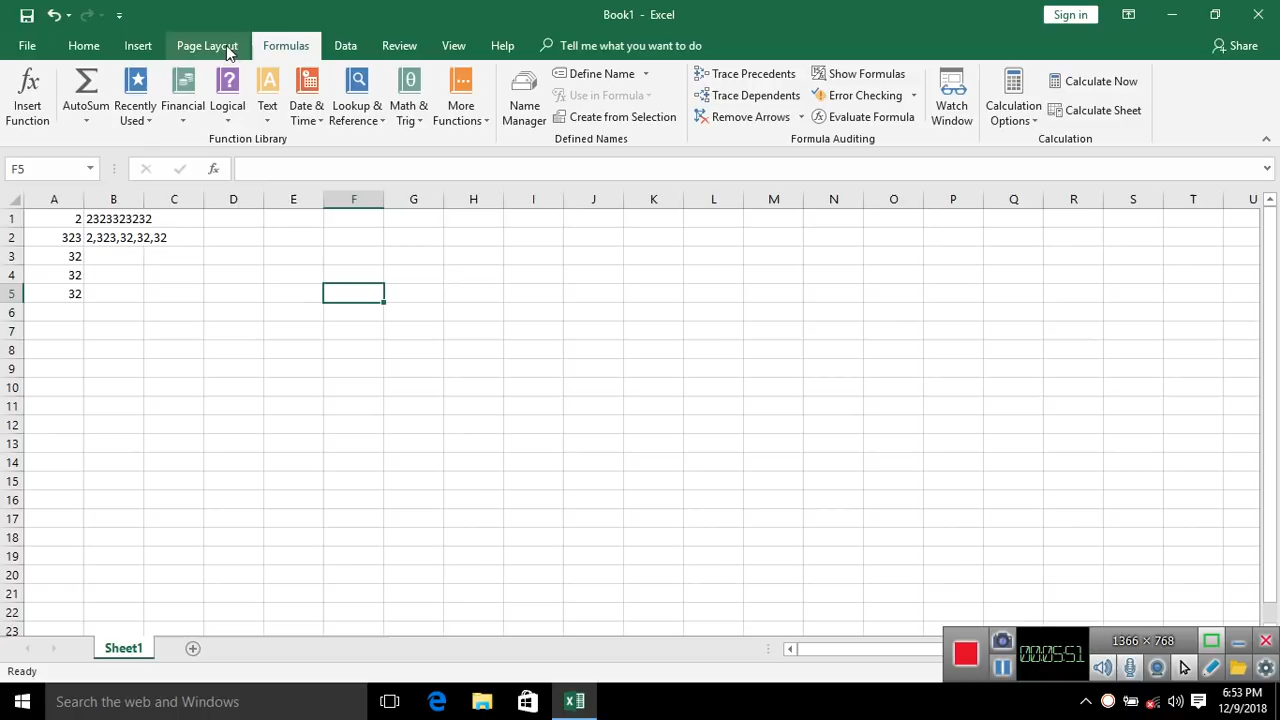 Book1 - Excel
Sign in
File Home Insert Page Layout Formulas Data Review View Help Tell me what you want to do Share
Insert Function
AutoSum
Recently Used
Financial
Logical
Text
Date & Time
Lookup & Reference
Math & Trig
More Functions
Function Library
Name Manager
Define Name
Use in Formula
Create from Selection
Defined Names
Trace Precedents
Trace Dependents
Remove Arrows
Show Formulas
Error Checking
Evaluate Formula
Formula Auditing
Watch Window
Calculation Options
Calculate Now
Calculate Sheet
Calculation
F5
fx
A B C D E F G H I J K L M N O P Q R S T U
1 2 2323323232
2 323 2,323,32,32,32
3 32
4 32
5 32
6
7
8
9
10
11
12
13
14
15
16
17
18
19
20
21
22
23
Sheet1
1366 × 768
00:05:51
Ready
Search the web and Windows
6:53 PM
12/9/2018